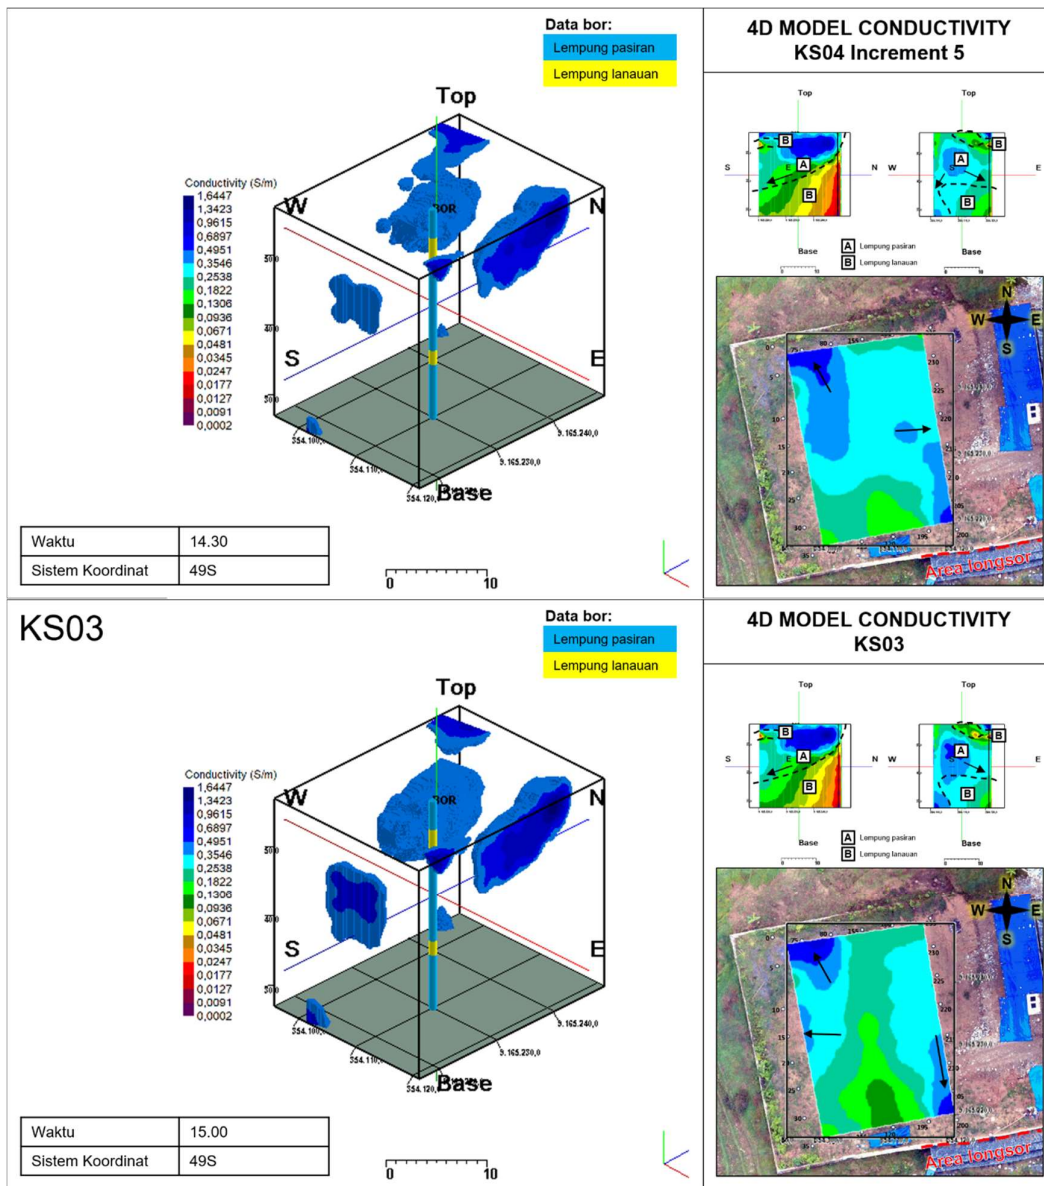 Data bor:
Lempung pasiran
Lempung lanauan
Top
Conductivity (S/m)
1,6447
1,3423
0,9615
0,6897
0,4951
0,3546
0,2538
0,1822
0,1306
0,0936
0,0671
0,0481
0,0345
0,0247
0,0177
0,0127
0,0091
0,0002
W
N
BOR
S
E
354.100,
354.110,
354.120,0
9.165.230,0
9.165.240,0
Base
Waktu 14.30
Sistem Koordinat 49S
0 10
4D MODEL CONDUCTIVITY
KS04 Increment 5
Top Top
B B
A A
S E N W S E
B B
Base Base
A Lempung pasiran
B Lempung lanauan
N
W E
S
Area longsor
KS03
Data bor:
Lempung pasiran
Lempung lanauan
Top
Conductivity (S/m)
1,6447
1,3423
0,9615
0,6897
0,4951
0,3546
0,2538
0,1822
0,1306
0,0936
0,0671
0,0481
0,0345
0,0247
0,0177
0,0127
0,0091
0,0002
W
N
BOR
S
E
354.100,
354.110,
354.120,0
9.165.230,0
9.165.240,0
Base
Waktu 15.00
Sistem Koordinat 49S
0 10
4D MODEL CONDUCTIVITY
KS03
Top Top
B B
A A
S E N W S E
B B
Base Base
A Lempung pasiran
B Lempung lanauan
N
W E
S
Area longsor